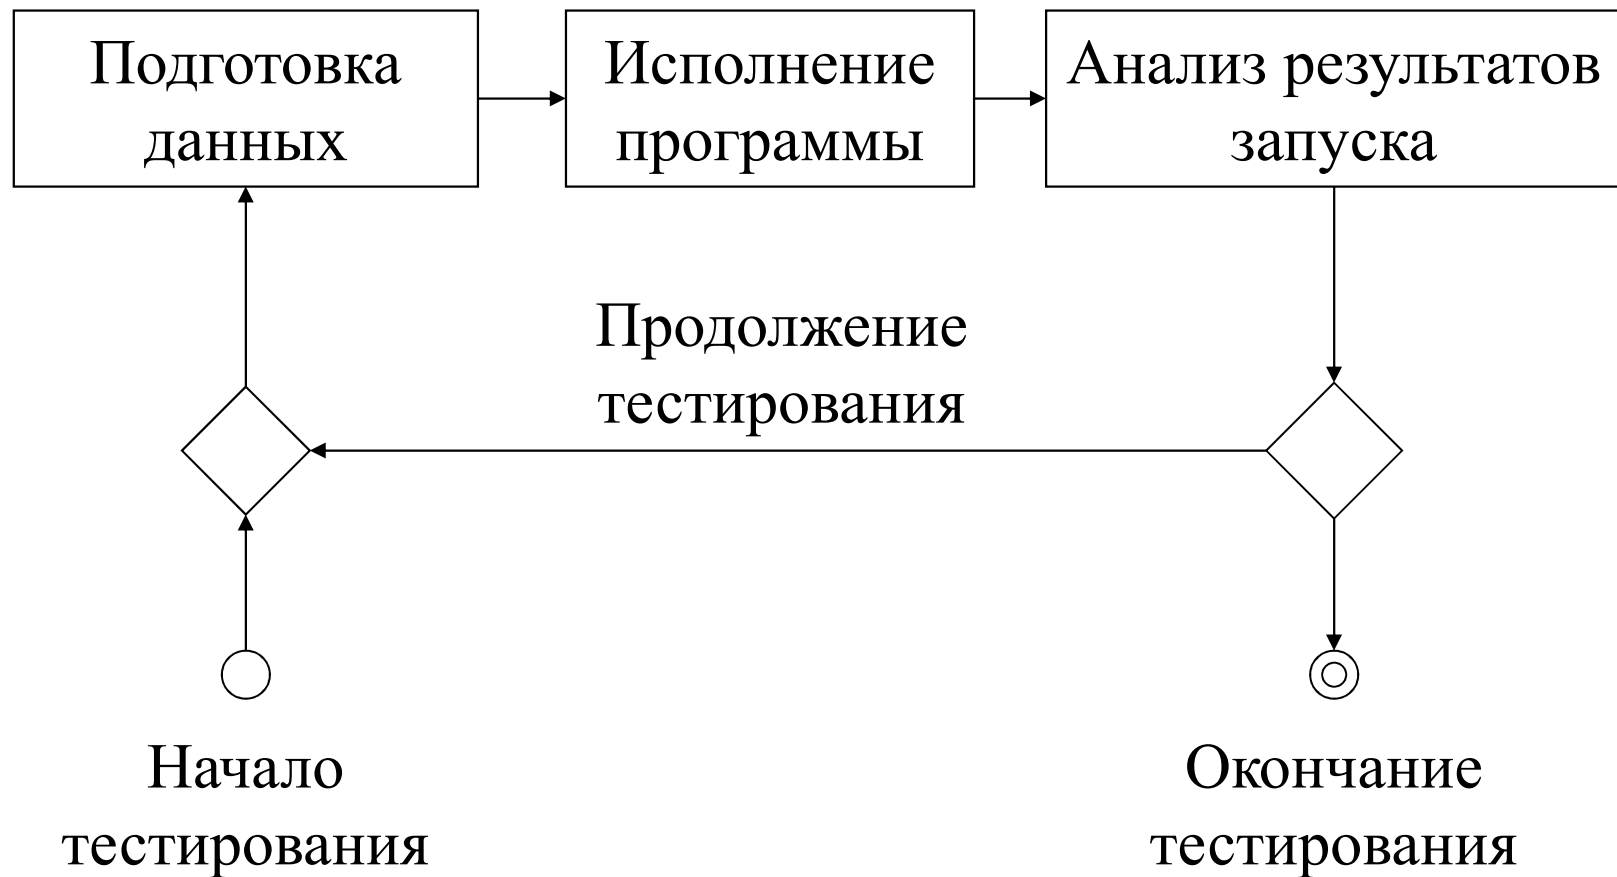 Подготовка
данных
Исполнение
программы
Анализ результатов
запуска
Продолжение
тестирования
Начало
тестирования
Окончание
тестирования